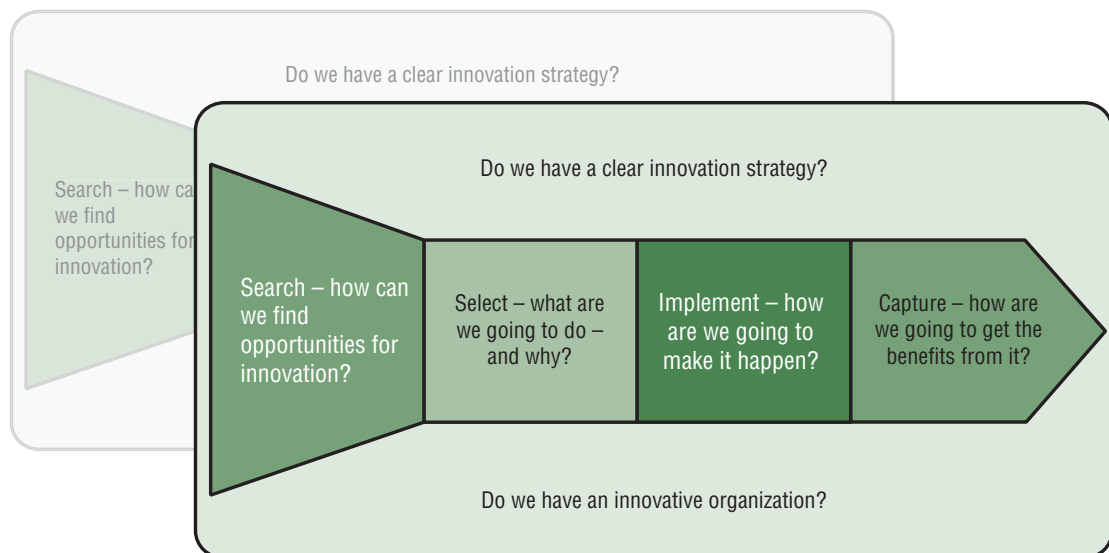 Do we have a clear innovation strategy?
Search – how ca
we find
opportunities for
innovation?
Do we have a clear innovation strategy?
Search – how can
we find
opportunities for
innovation?
Select – what are
we going to do –
and why?
Implement – how
are we going to
make it happen?
Capture – how are
we going to get the
benefits from it?
Do we have an innovative organization?